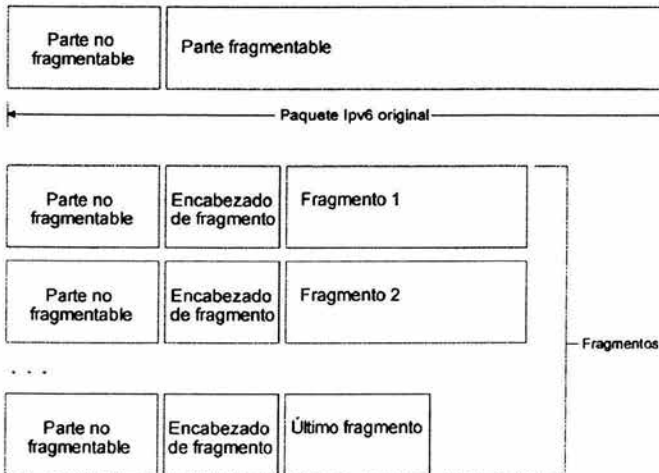 Parte no
fragmentable
Parte fragmentable
Paquete Ipv6 original
Parte no
fragmentable
Encabezado
de fragmento
Fragmento 1
Parte no
fragmentable
Encabezado
de fragmento
Fragmento 2
Fragmentos
. . .
Parte no
fragmentable
Encabezado
de fragmento
Último fragmento